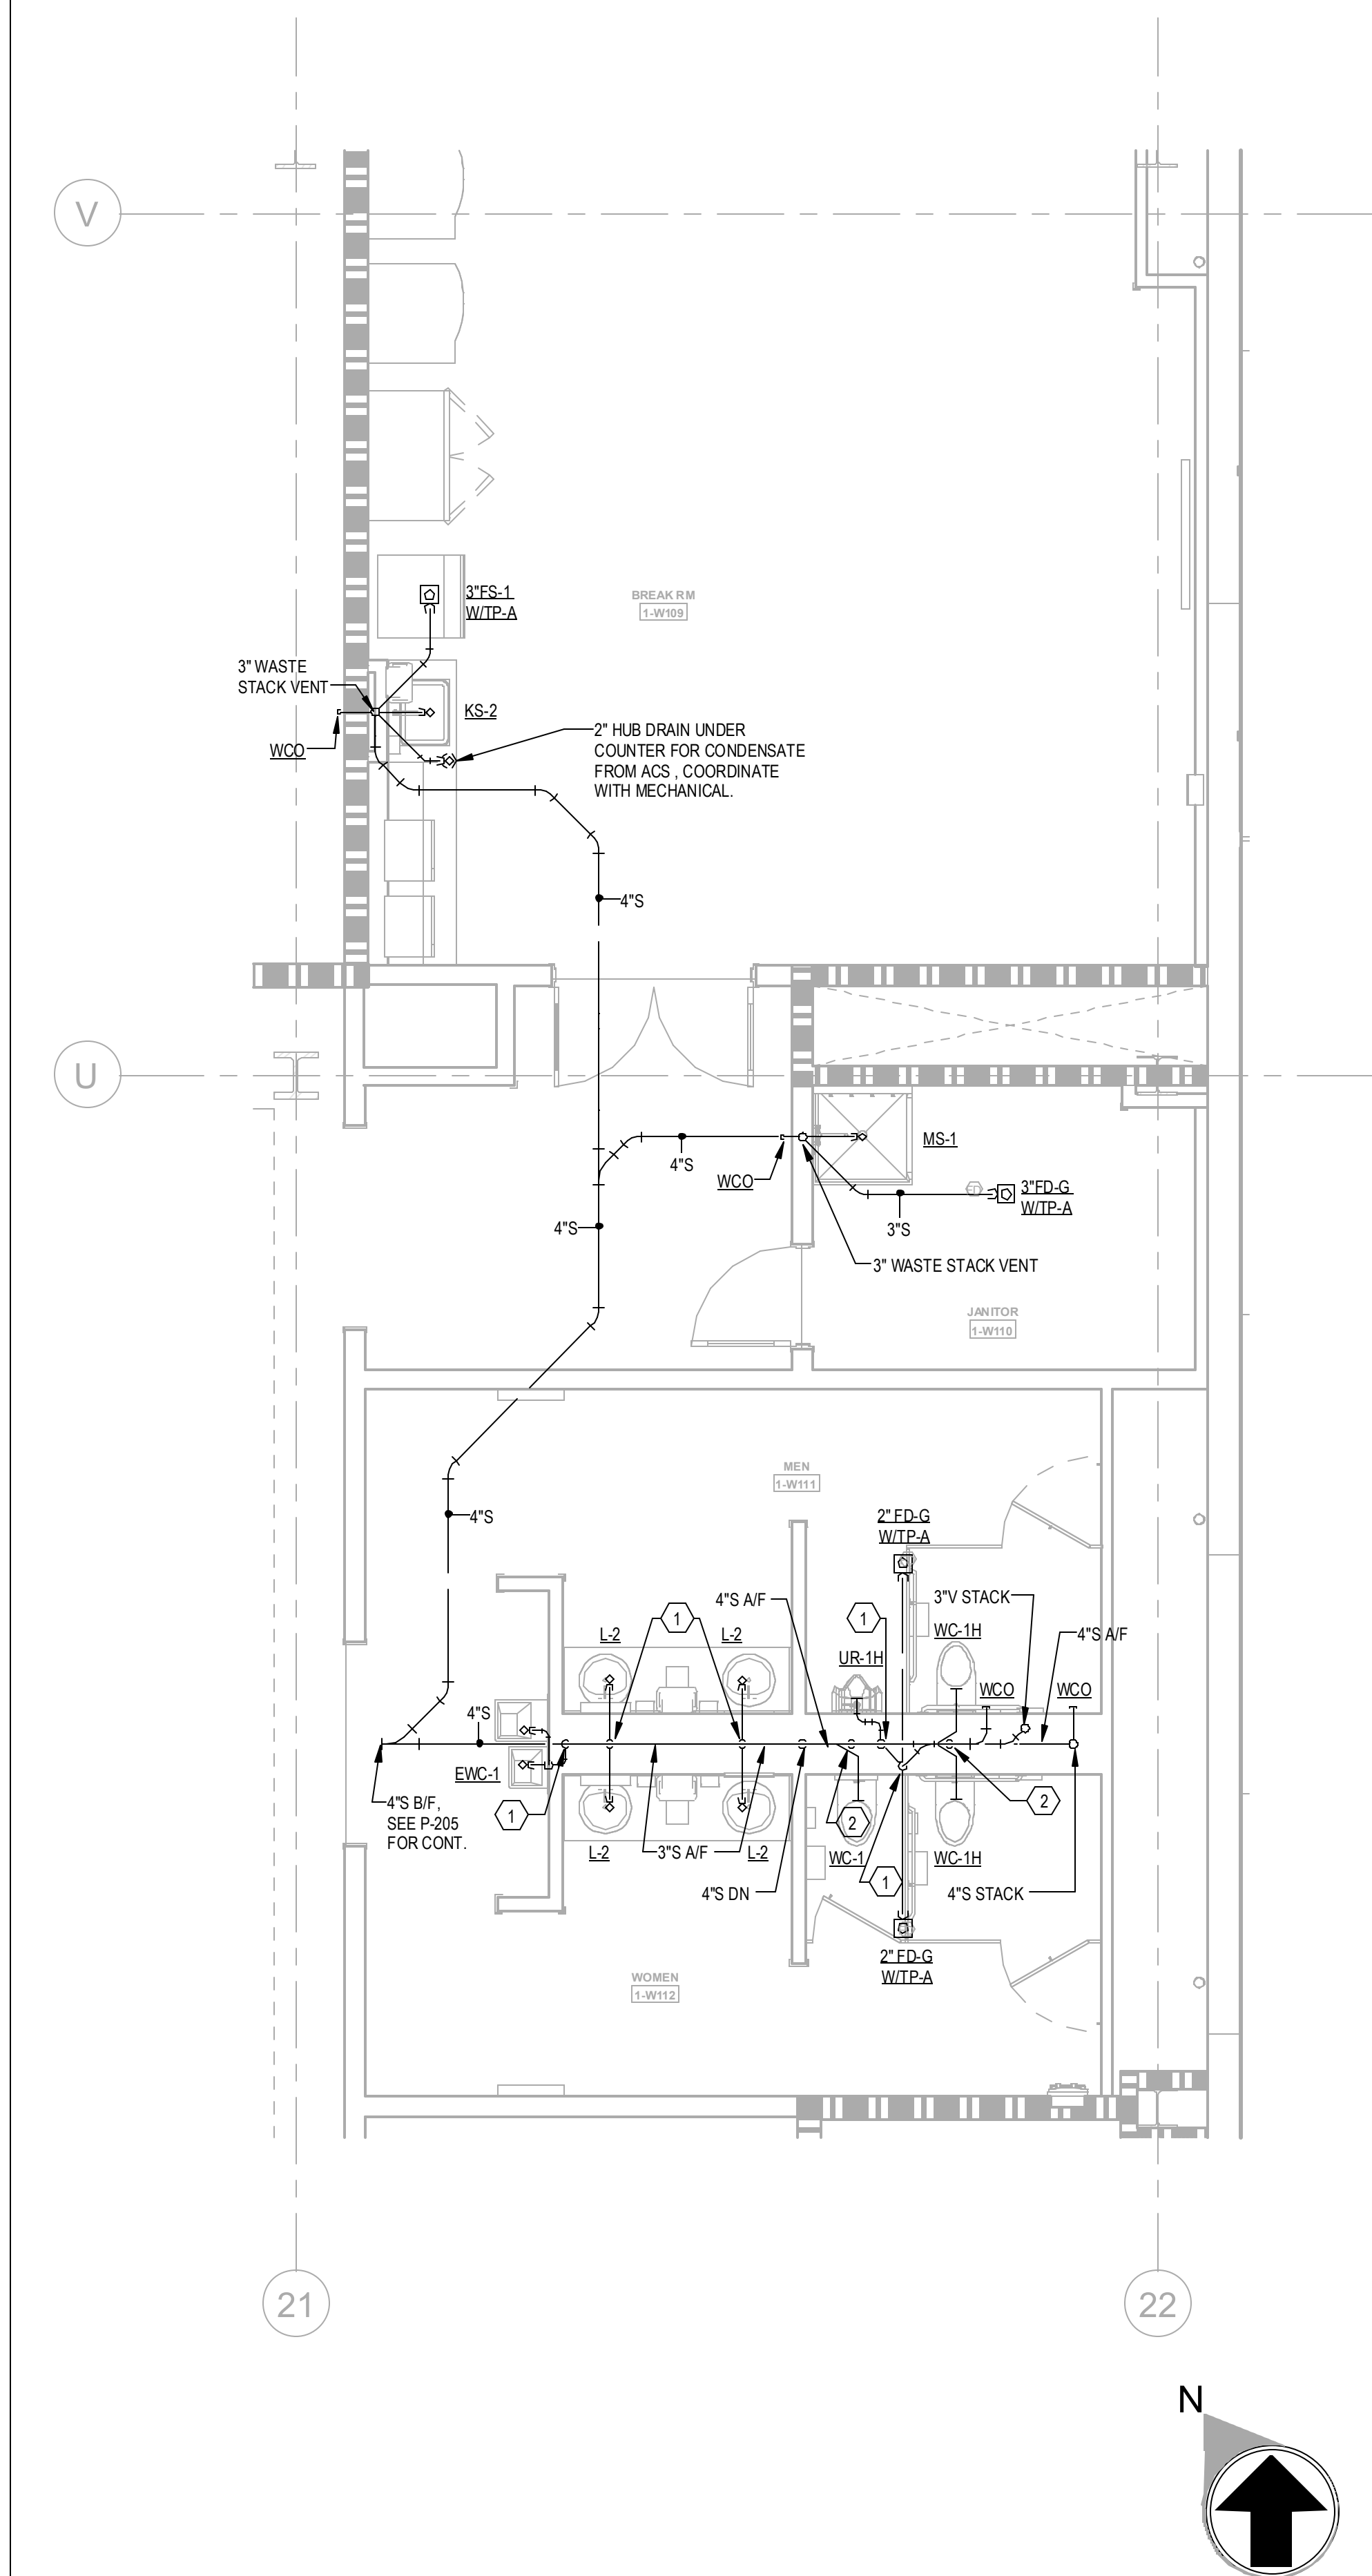 V
3"FS-1
W/TP-A
BREAK RM
1-W109
3" WASTE
STACK VENT
KS-2
WCO
2" HUB DRAIN UNDER
COUNTER FOR CONDENSATE
FROM ACS , COORDINATE
WITH MECHANICAL.
4"S
U
MS-1
4"S
WCO
3"FD-G
W/TP-A
4"S
3"S
3" WASTE STACK VENT
JANITOR
1-W110
MEN
1-W111
2" FD-G
W/TP-A
4"S
4"S A/F
3"V STACK
1
1
L-2
L-2
WC-1H
4"S A/F
UR-1H
WCO
WCO
4"S
EWC-1
4"S B/F,
SEE P-205
FOR CONT.
1
2
2
L-2
3"S A/F
L-2
WC-1
WC-1H
1
4"S DN
4"S STACK
2" FD-G
W/TP-A
WOMEN
1-W112
21
22
N